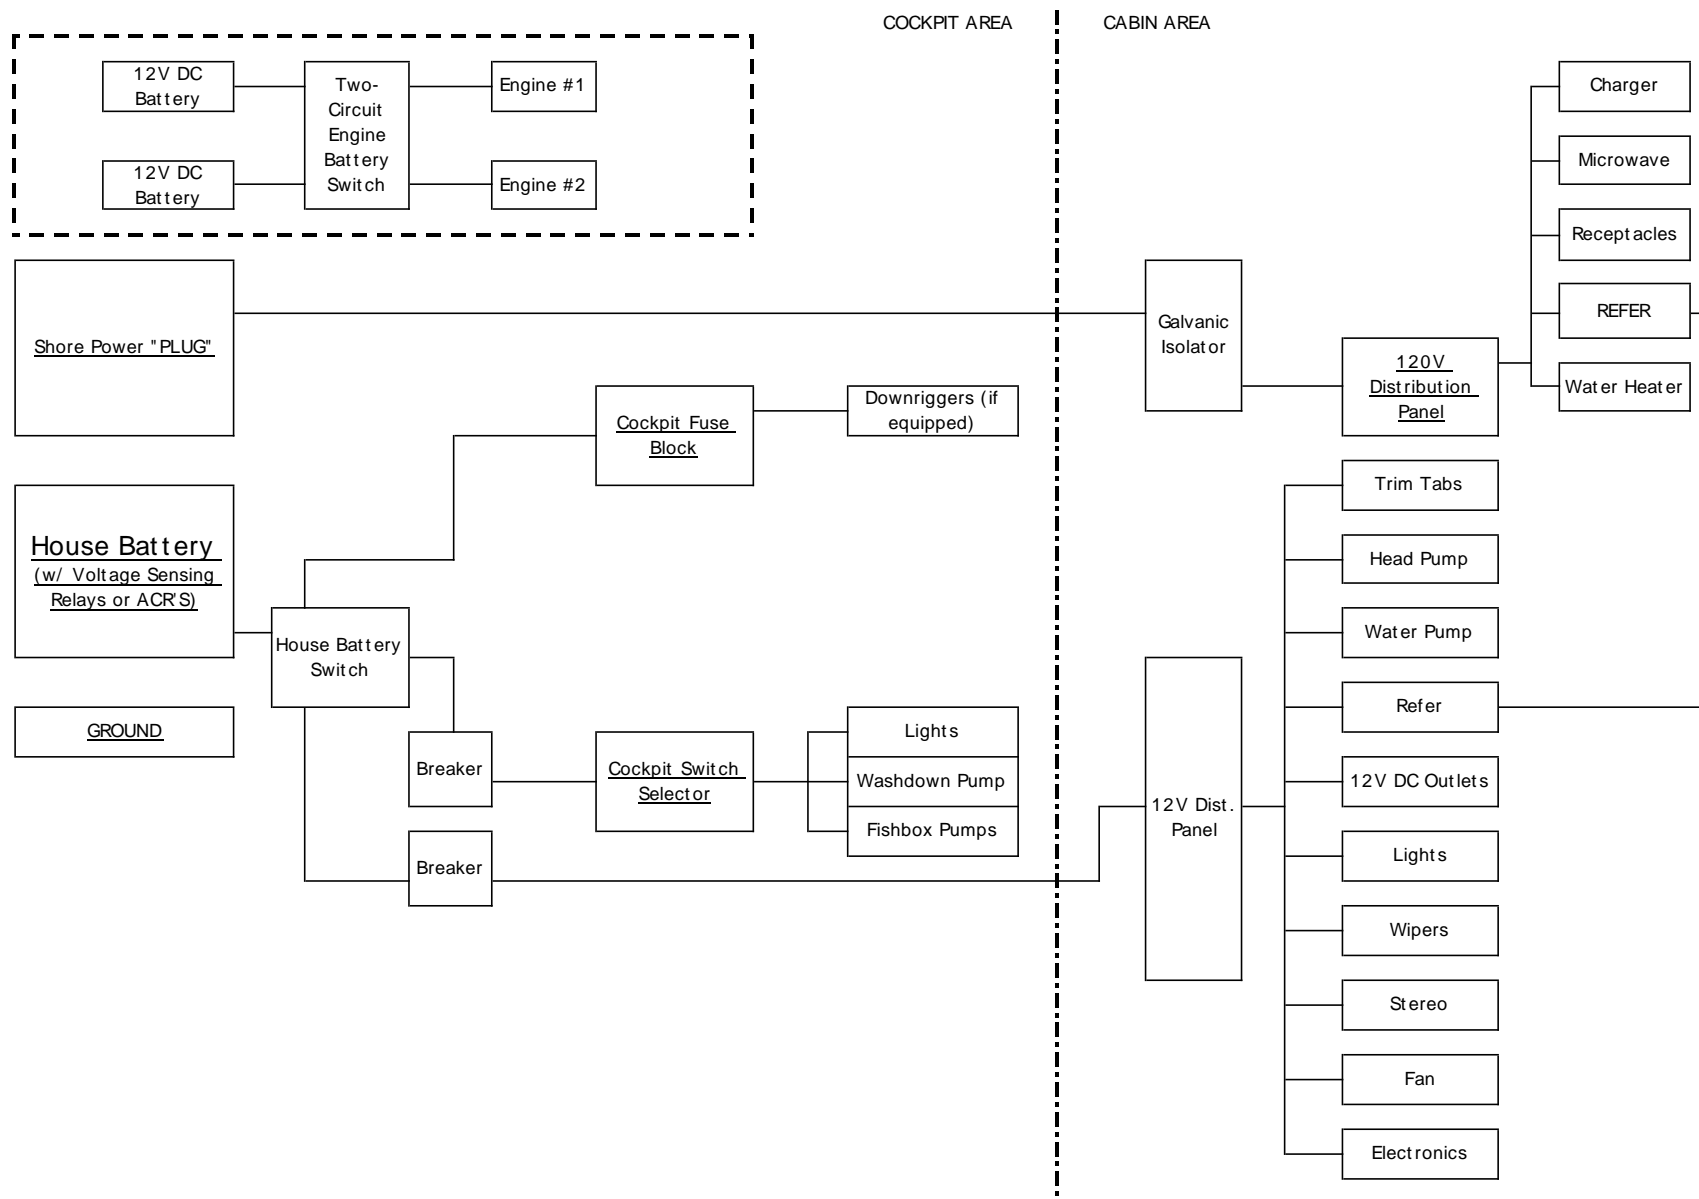 COCKPIT AREA
CABIN AREA
12V DC
Battery
Two-
Circuit
Engine
Battery
Switch
Engine #1
12V DC
Battery
Engine #2
Charger
Microwave
Receptacles
REFER
Water Heater
Shore Power "PLUG"
Galvanic
Isolator
120V
Distribution
Panel
Cockpit Fuse
Block
Downriggers (if
equipped)
House Battery
(w/ Voltage Sensing
Relays or ACR'S)
House Battery
Switch
GROUND
Breaker
Cockpit Switch
Selector
Lights
Washdown Pump
Fishbox Pumps
Breaker
12V Dist.
Panel
Trim Tabs
Head Pump
Water Pump
Refer
12V DC Outlets
Lights
Wipers
Stereo
Fan
Electronics